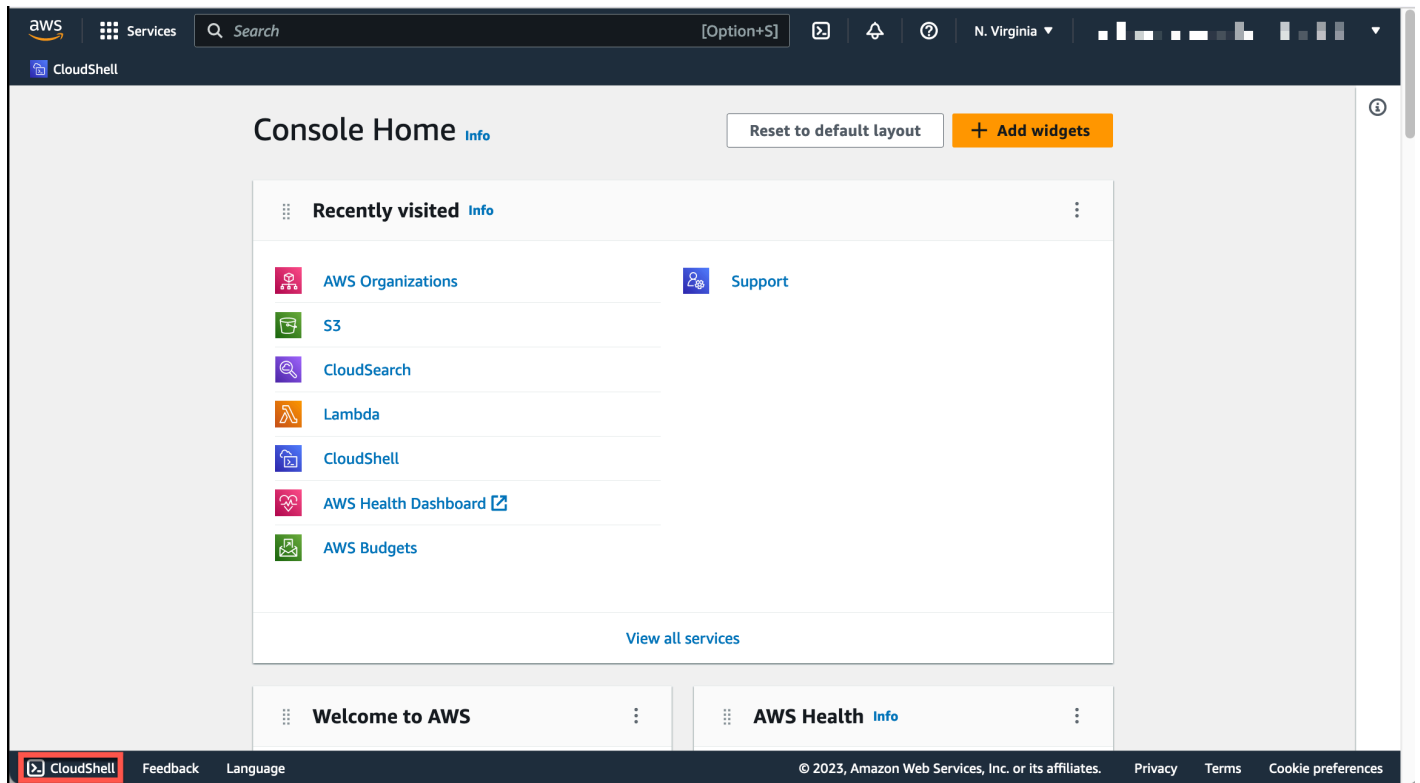 aws Services Search [Option+S] N. Virginia
CloudShell
Console Home Info Reset to default layout + Add widgets
Recently visited Info
AWS Organizations
Support
S3
CloudSearch
Lambda
CloudShell
AWS Health Dashboard
AWS Budgets
View all services
Welcome to AWS
AWS Health Info
CloudShell Feedback Language © 2023, Amazon Web Services, Inc. or its affiliates. Privacy Terms Cookie preferences